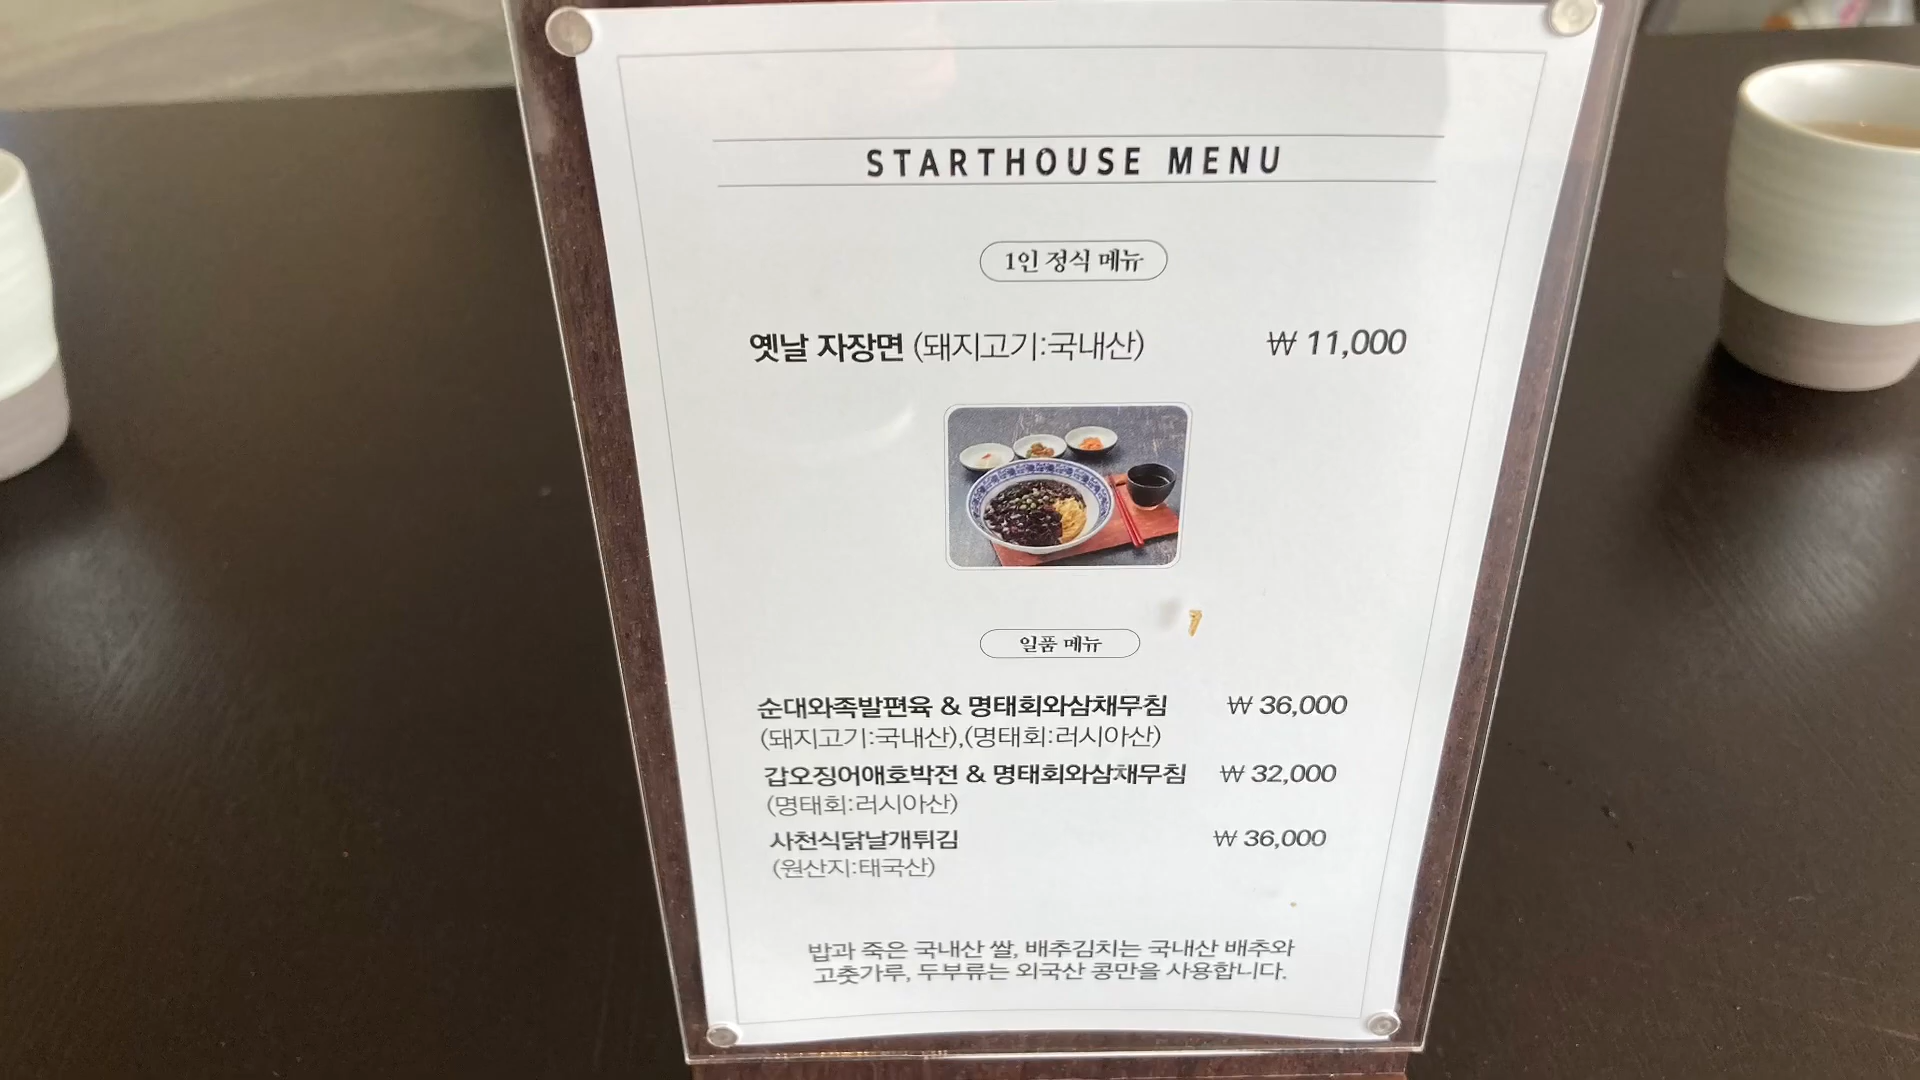 STARTHOUSE MENU
1인 정식 메뉴
옛날 자장면 (돼지고기:국내산) ₩ 11,000
일품 메뉴
순대와족발편육 & 명태회와삼채무침 ₩ 36,000
(돼지고기:국내산),(명태회:러시아산)
갑오징어애호박전 & 명태회와삼채무침 ₩ 32,000
(명태회:러시아산)
사천식닭날개튀김 ₩ 36,000
(원산지:태국산)
밥과 죽은 국내산 쌀, 배추김치는 국내산 배추와
고춧가루, 두부류는 외국산 콩만을 사용합니다.